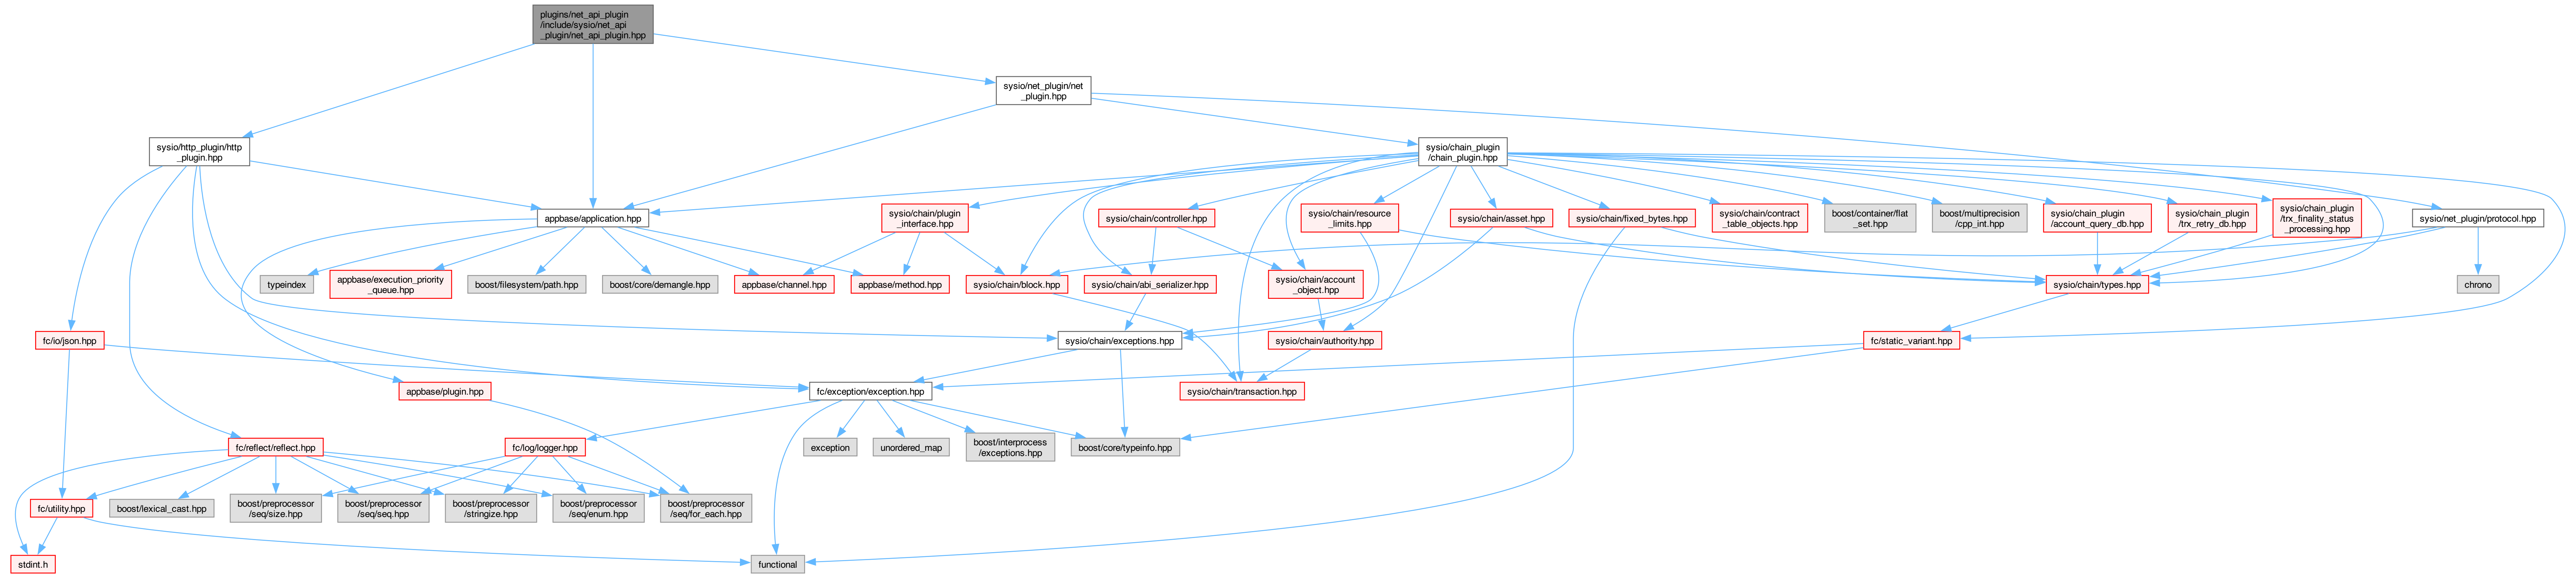 plugins/net_api_plugin
/include/sysio/net_api
_plugin/net_api_plugin.hpp
sysio/net_plugin/net
_plugin.hpp
sysio/http_plugin/http
_plugin.hpp
sysio/chain_plugin
/chain_plugin.hpp
appbase/application.hpp
sysio/chain/plugin
_interface.hpp
sysio/chain/controller.hpp
sysio/chain/resource
_limits.hpp
sysio/chain/asset.hpp
sysio/chain/fixed_bytes.hpp
sysio/chain/contract
_table_objects.hpp
boost/container/flat
_set.hpp
boost/multiprecision
/cpp_int.hpp
sysio/chain_plugin
/account_query_db.hpp
sysio/chain_plugin
/trx_retry_db.hpp
sysio/chain_plugin
/trx_finality_status
_processing.hpp
sysio/net_plugin/protocol.hpp
typeindex
appbase/execution_priority
_queue.hpp
boost/filesystem/path.hpp
boost/core/demangle.hpp
appbase/channel.hpp
appbase/method.hpp
sysio/chain/block.hpp
sysio/chain/abi_serializer.hpp
sysio/chain/account
_object.hpp
sysio/chain/types.hpp
chrono
fc/io/json.hpp
sysio/chain/exceptions.hpp
sysio/chain/authority.hpp
fc/static_variant.hpp
appbase/plugin.hpp
fc/exception/exception.hpp
sysio/chain/transaction.hpp
fc/reflect/reflect.hpp
fc/log/logger.hpp
exception
unordered_map
boost/interprocess
/exceptions.hpp
boost/core/typeinfo.hpp
fc/utility.hpp
boost/lexical_cast.hpp
boost/preprocessor
/seq/size.hpp
boost/preprocessor
/seq/seq.hpp
boost/preprocessor
/stringize.hpp
boost/preprocessor
/seq/enum.hpp
boost/preprocessor
/seq/for_each.hpp
stdint.h
functional